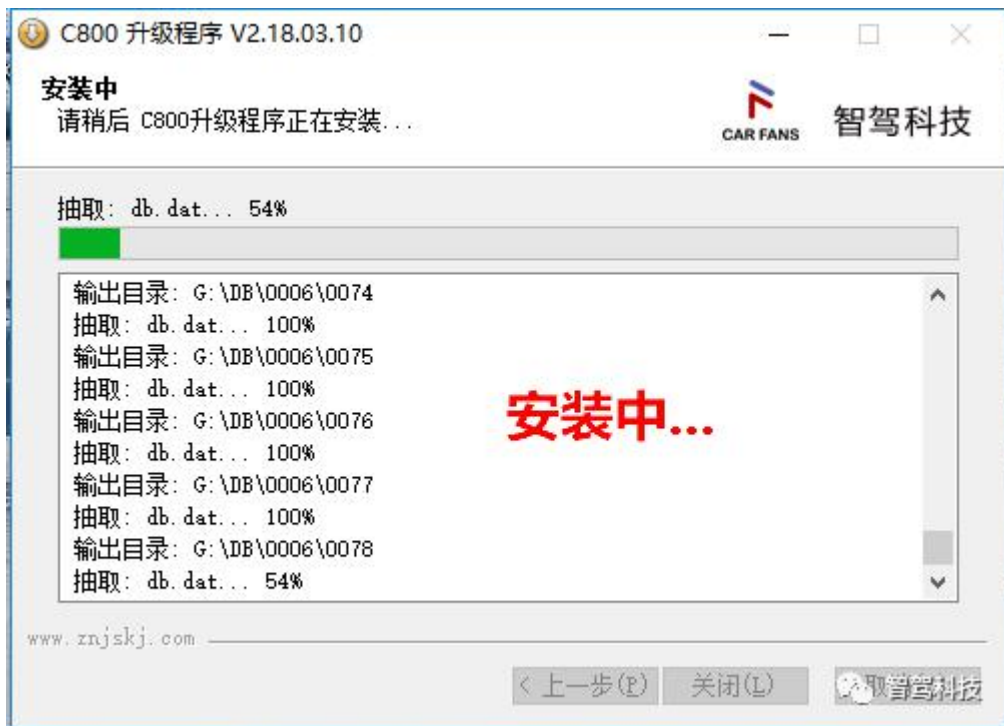 C800 升级程序 V2.18.03.10
安装中
请稍后 C800升级程序正在安装...
CAR FANS 智驾科技
抽取: db.dat... 54%
输出目录: G:\DB\0006\0074
抽取: db.dat... 100%
输出目录: G:\DB\0006\0075
抽取: db.dat... 100%
输出目录: G:\DB\0006\0076
抽取: db.dat... 100%
安装中...
输出目录: G:\DB\0006\0077
抽取: db.dat... 100%
输出目录: G:\DB\0006\0078
抽取: db.dat... 54%
www.znjskj.com
< 上一步(P) 关闭(L) 取 智驾科技